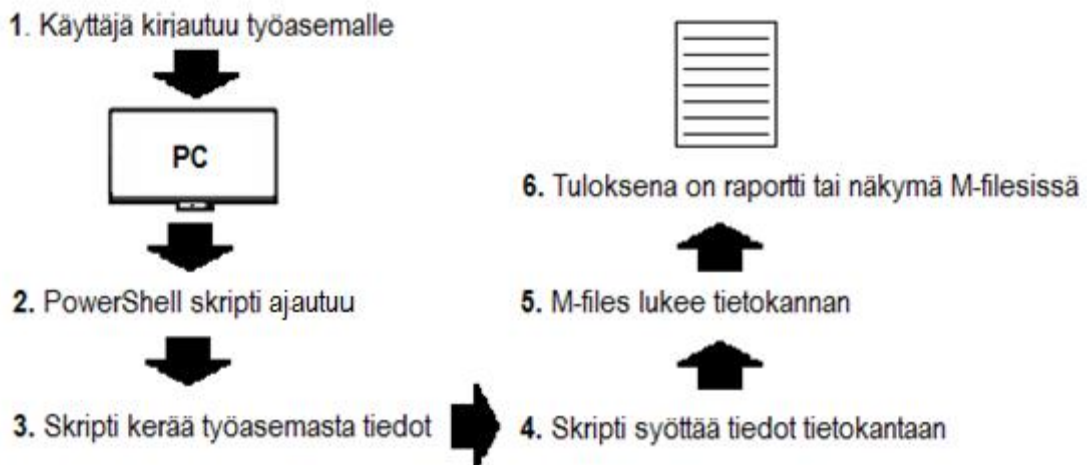 1. Käyttäjä kirjautuu työasemalle
PC
2. PowerShell skripti ajautuu
3. Skripti kerää työasemasta tiedot
4. Skripti syöttää tiedot tietokantaan
5. M-files lukee tietokannan
6. Tuloksena on raportti tai näkymä M-filesissä